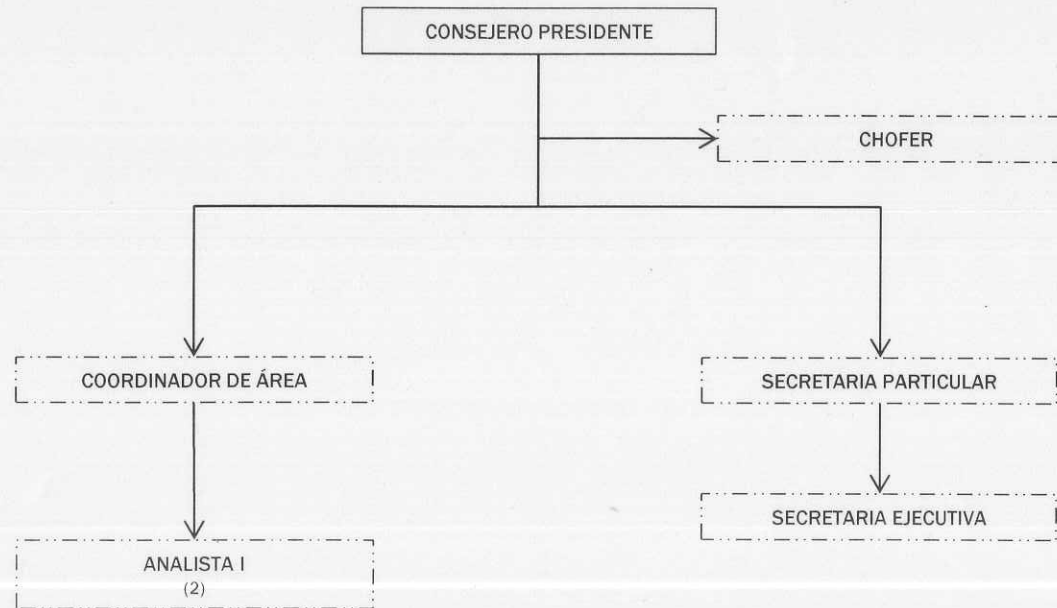 CONSEJERO PRESIDENTE
CHOFER
COORDINADOR DE ÁREA
SECRETARIA PARTICULAR
SECRETARIA EJECUTIVA
ANALISTA I
(2)